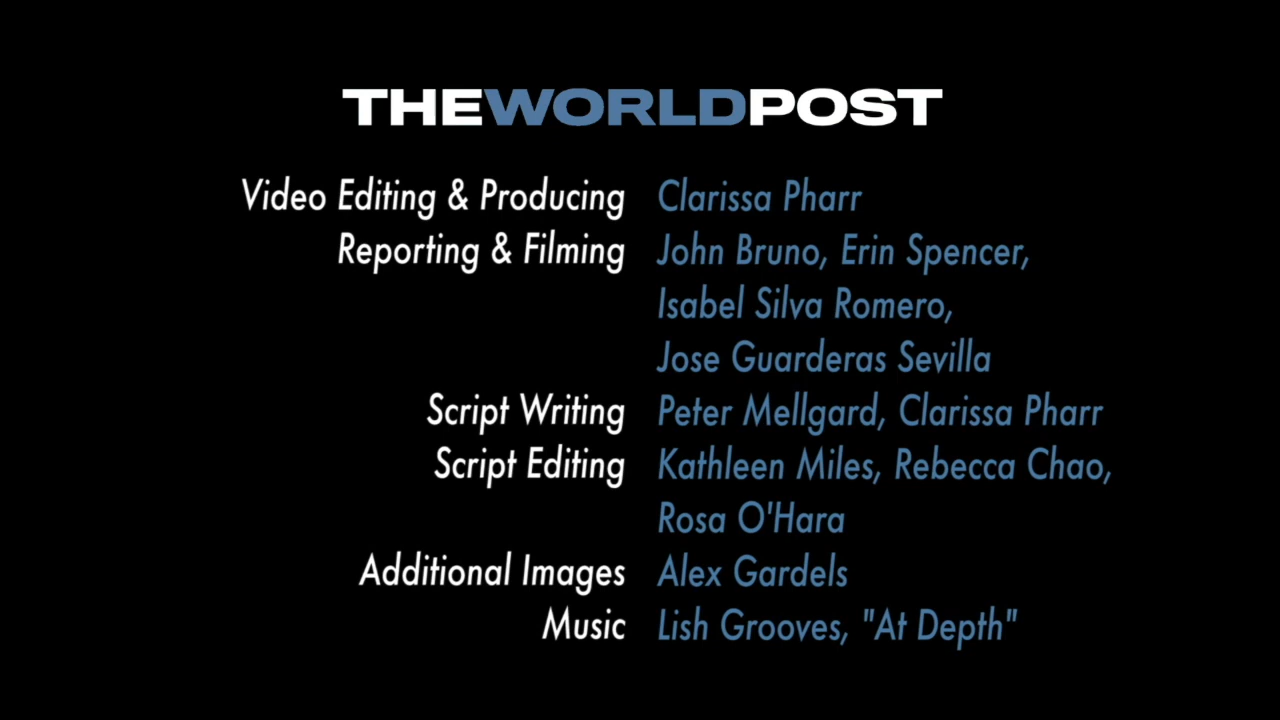 THEWORLDPOST
Video Editing & Producing Clarissa Pharr
Reporting & Filming John Bruno, Erin Spencer,
Isabel Silva Romero,
Jose Guarderas Sevilla
Script Writing Peter Mellgard, Clarissa Pharr
Script Editing Kathleen Miles, Rebecca Chao,
Rosa O'Hara
Additional Images Alex Gardels
Music Lish Grooves, "At Depth"